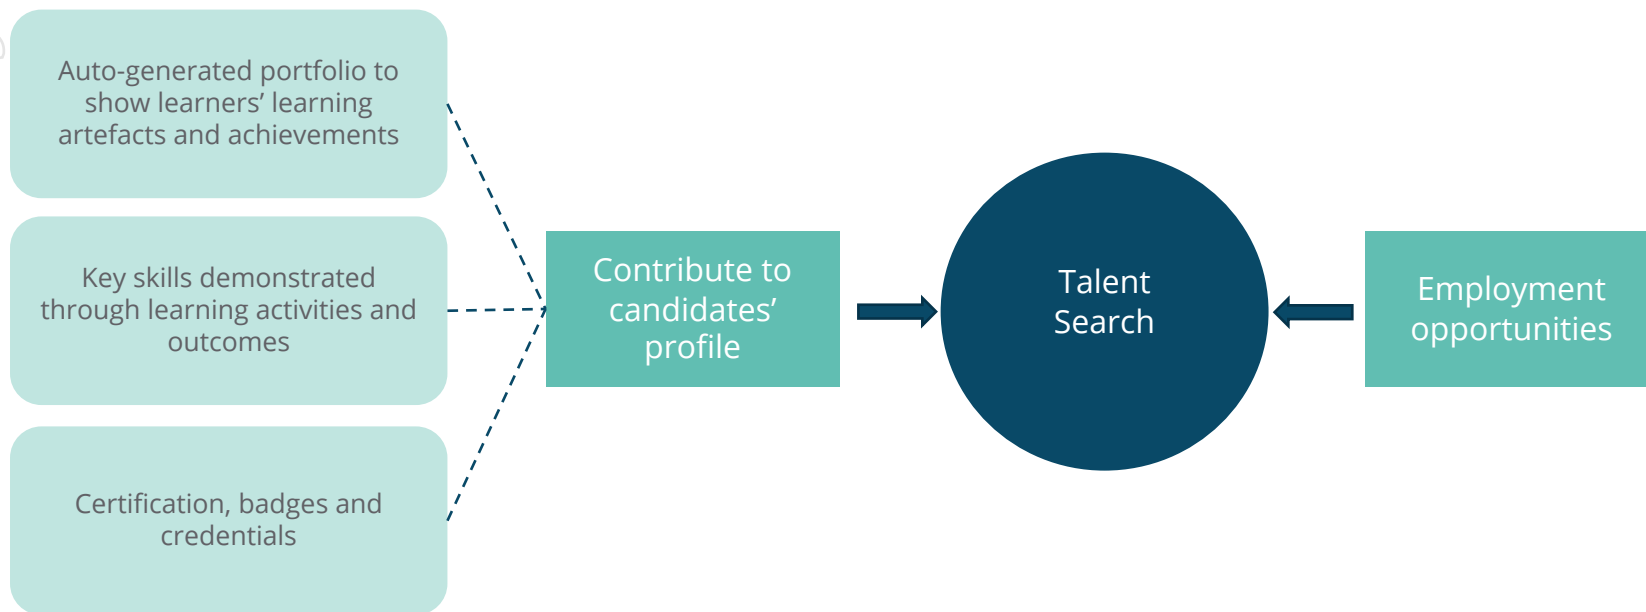 Auto-generated portfolio to
show learners’ learning
artefacts and achievements
Key skills demonstrated
through learning activities and
outcomes
Certification, badges and
credentials
Contribute to
candidates’
profile
Talent
Search
Employment
opportunities